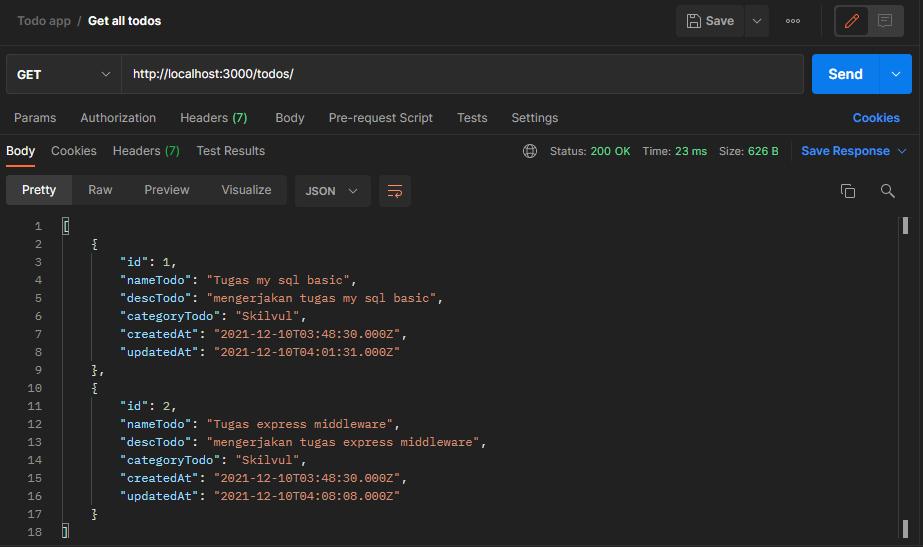 Todo app / Get all todos Save
GET http://localhost:3000/todos/ Send
Params Authorization Headers (7) Body Pre-request Script Tests Settings Cookies
Body Cookies Headers (7) Test Results Status: 200 OK Time: 23 ms Size: 626 B Save Response
Pretty Raw Preview Visualize JSON
1 [
2 {
3 "id": 1,
4 "nameTodo": "Tugas my sql basic",
5 "descTodo": "mengerjakan tugas my sql basic",
6 "categoryTodo": "Skilvul",
7 "createdAt": "2021-12-10T03:48:30.000Z",
8 "updatedAt": "2021-12-10T04:01:31.000Z"
9 },
10 {
11 "id": 2,
12 "nameTodo": "Tugas express middleware",
13 "descTodo": "mengerjakan tugas express middleware",
14 "categoryTodo": "Skilvul",
15 "createdAt": "2021-12-10T03:48:30.000Z",
16 "updatedAt": "2021-12-10T04:08:08.000Z"
17 }
18 ]